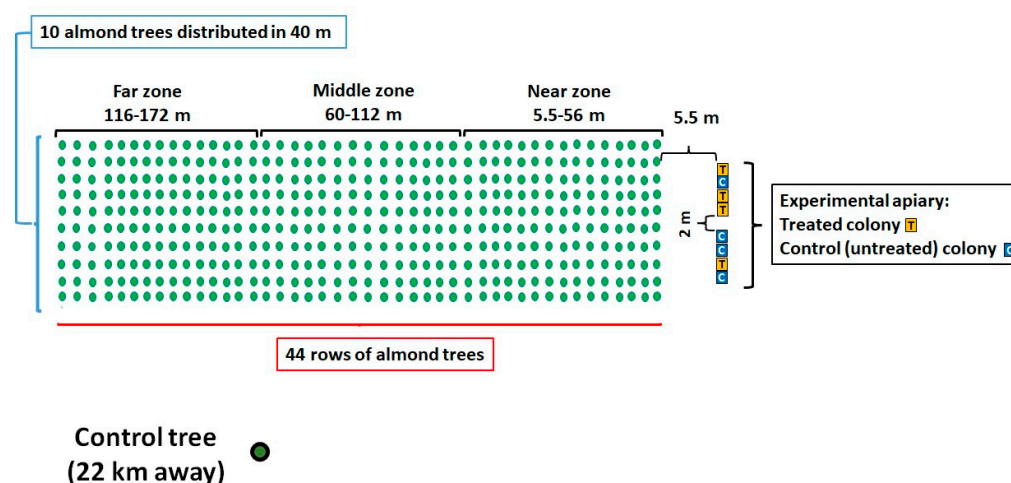 10 almond trees distributed in 40 m
Far zone
116-172 m
Middle zone
60-112 m
Near zone
5.5-56 m
5.5 m
T
C
T
T
2 m
C
C
T
C
Experimental apiary:
Treated colony T
Control (untreated) colony C
44 rows of almond trees
Control tree
(22 km away)